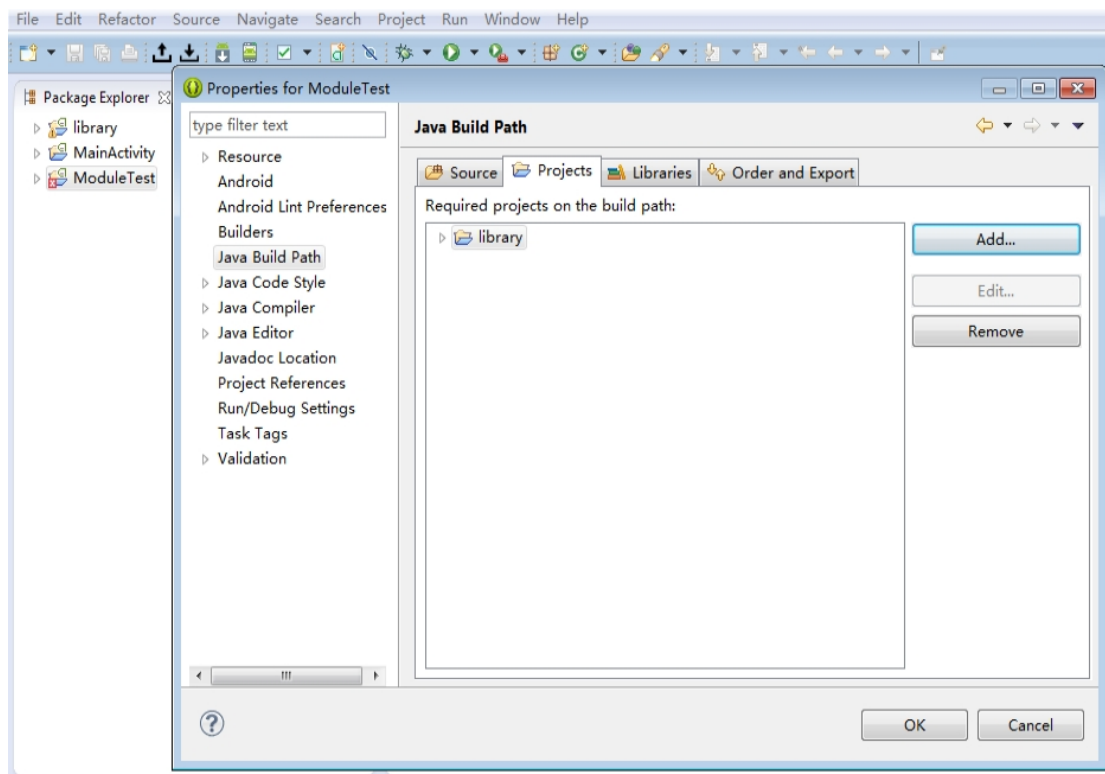 File Edit Refactor Source Navigate Search Project Run Window Help
Package Explorer
library
MainActivity
ModuleTest
Properties for ModuleTest
type filter text
Resource
Android
Android Lint Preferences
Builders
Java Build Path
Java Code Style
Java Compiler
Java Editor
Javadoc Location
Project References
Run/Debug Settings
Task Tags
Validation
Java Build Path
Source Projects Libraries Order and Export
Required projects on the build path:
library
Add...
Edit...
Remove
OK Cancel